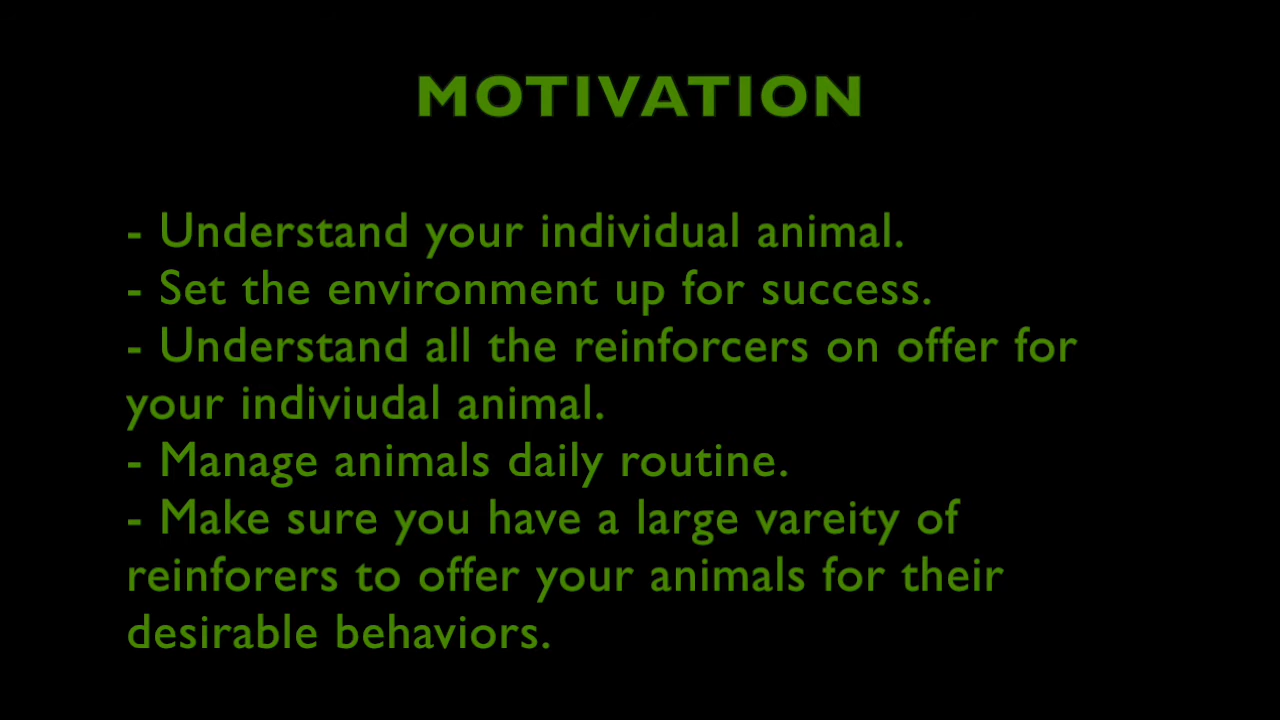 MOTIVATION
- Understand your individual animal.
- Set the environment up for success.
- Understand all the reinforcers on offer for
your indiviudal animal.
- Manage animals daily routine.
- Make sure you have a large vareity of
reinforers to offer your animals for their
desirable behaviors.